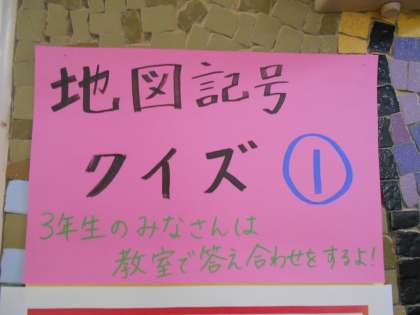 地図記号
クイズ①
3年生のみなさんは
教室で答え合わせをするよ!